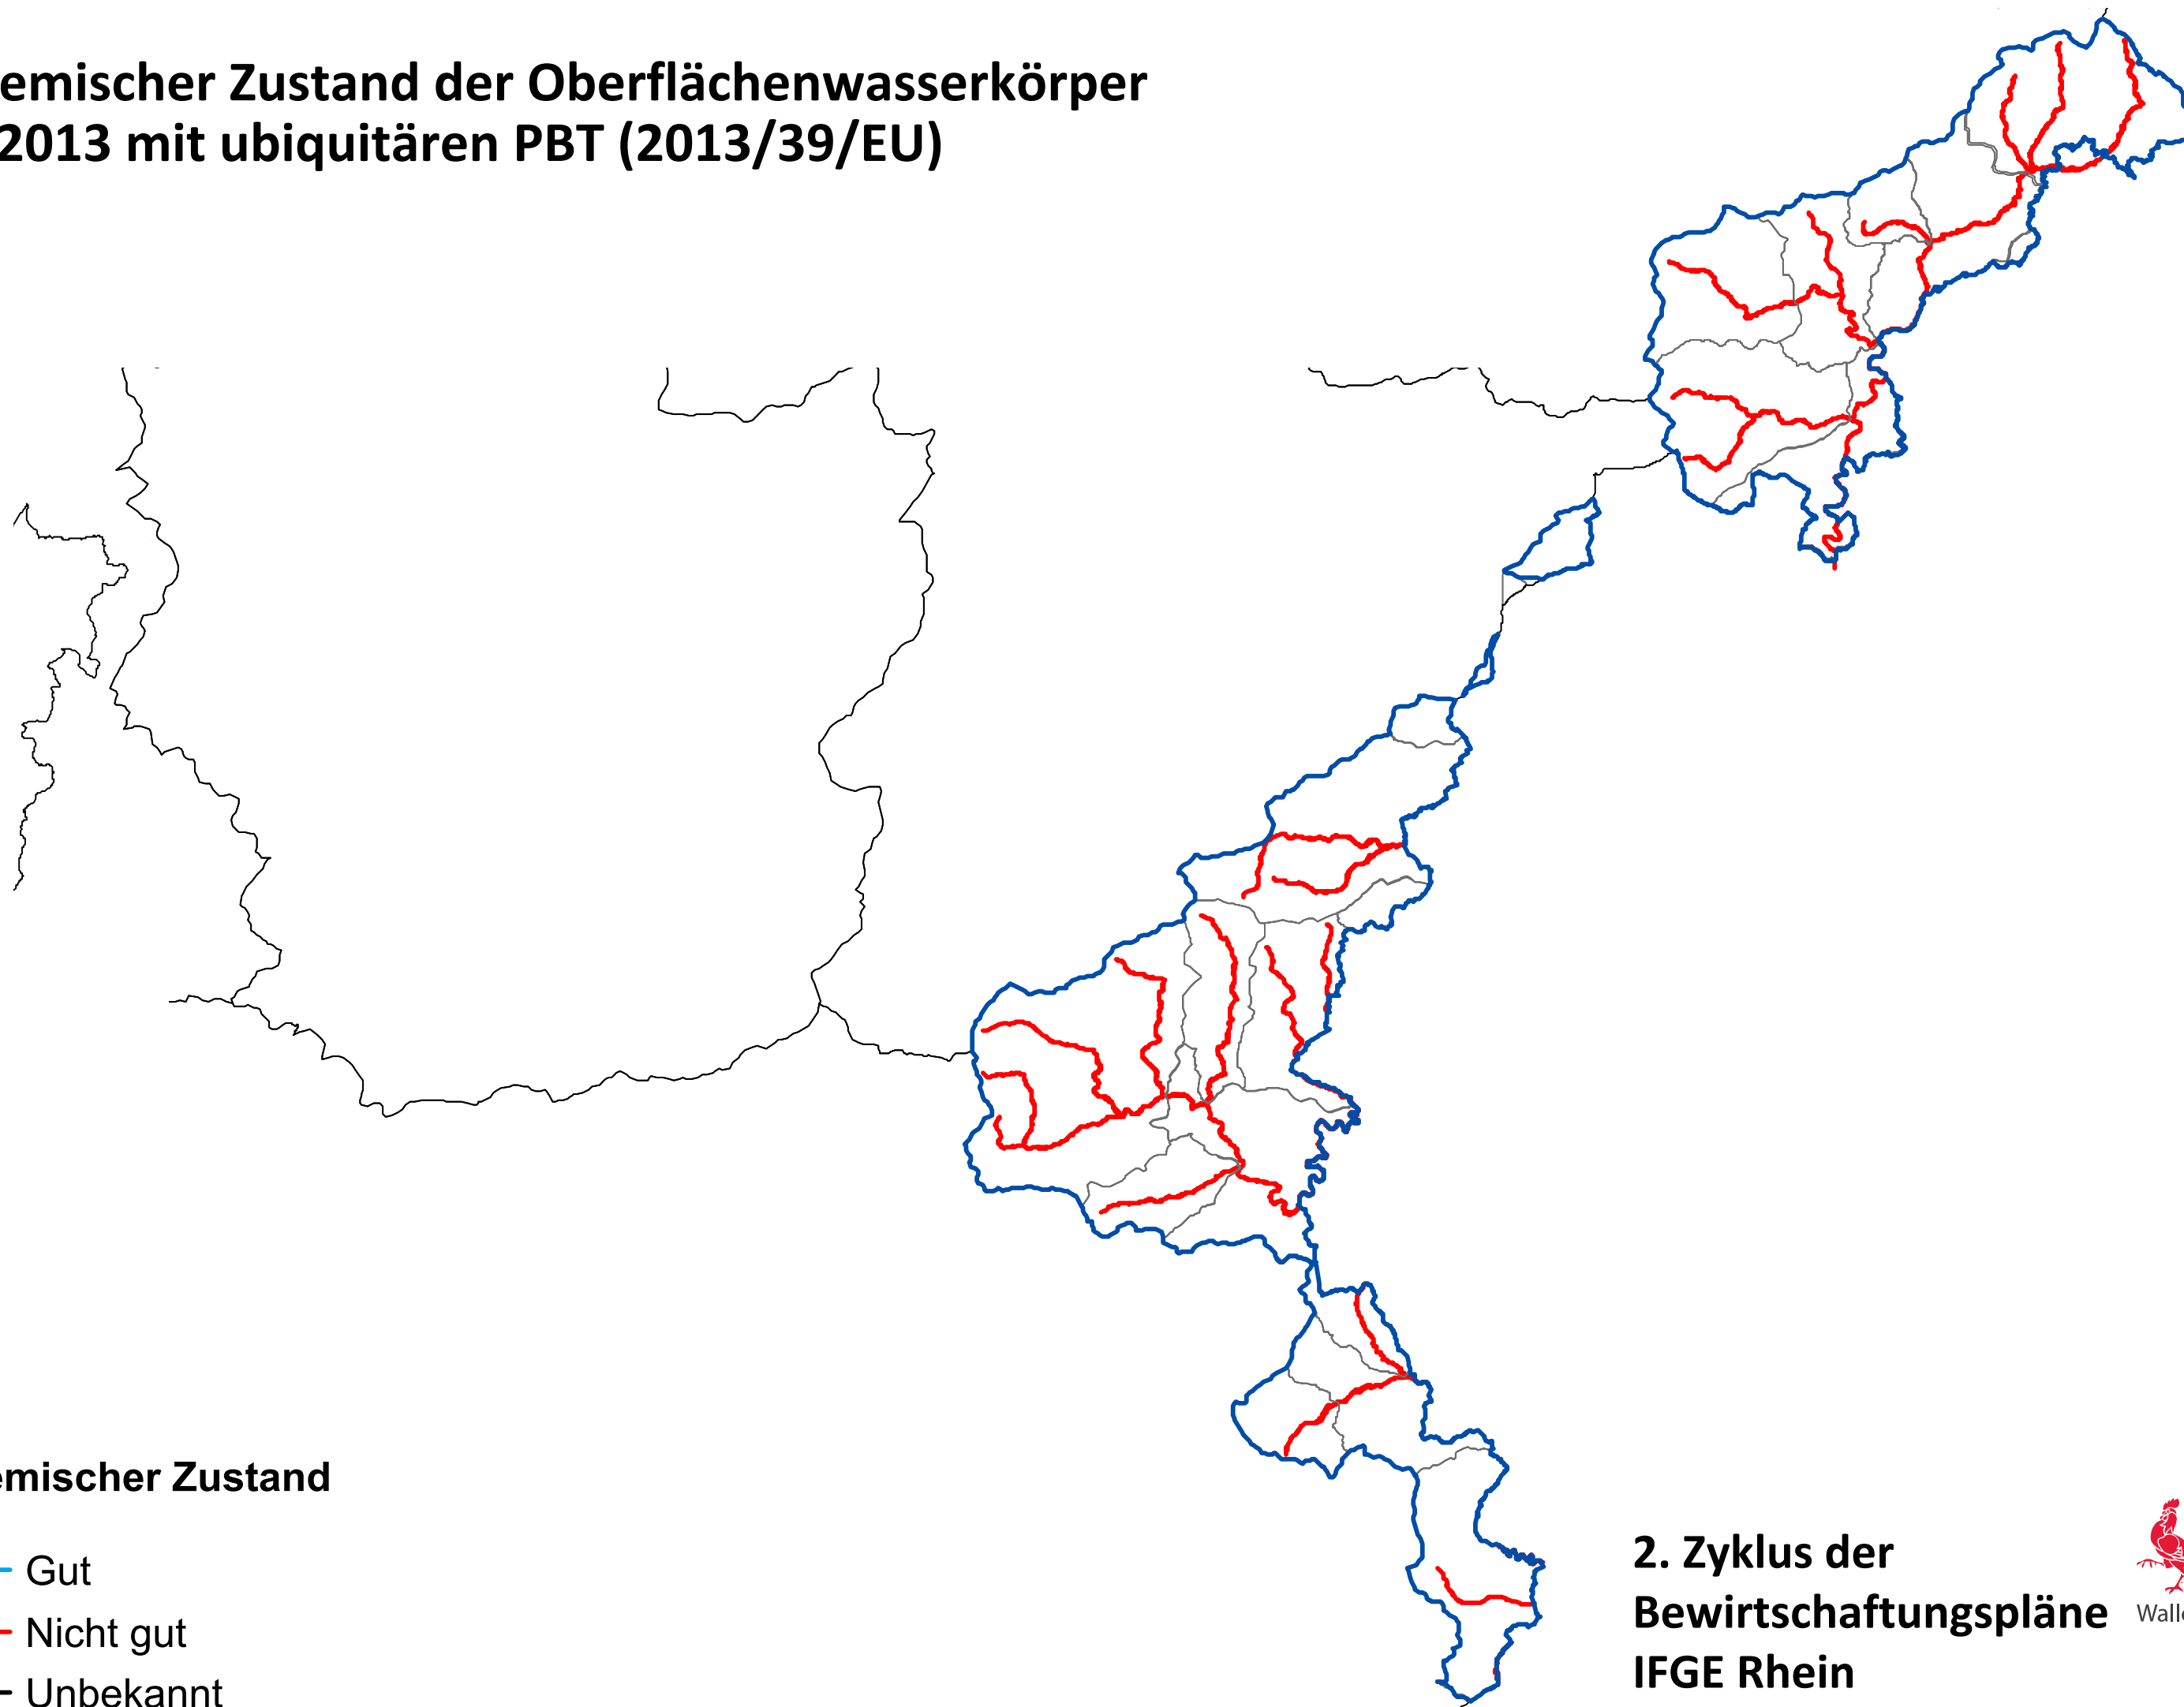 emischer Zustand der Oberflächenwasserkörper
2013 mit ubiquitären PBT (2013/39/EU)
emischer Zustand
Gut
Nicht gut
Unbekannt
2. Zyklus der
Bewirtschaftungspläne
IFGE Rhein
Wall